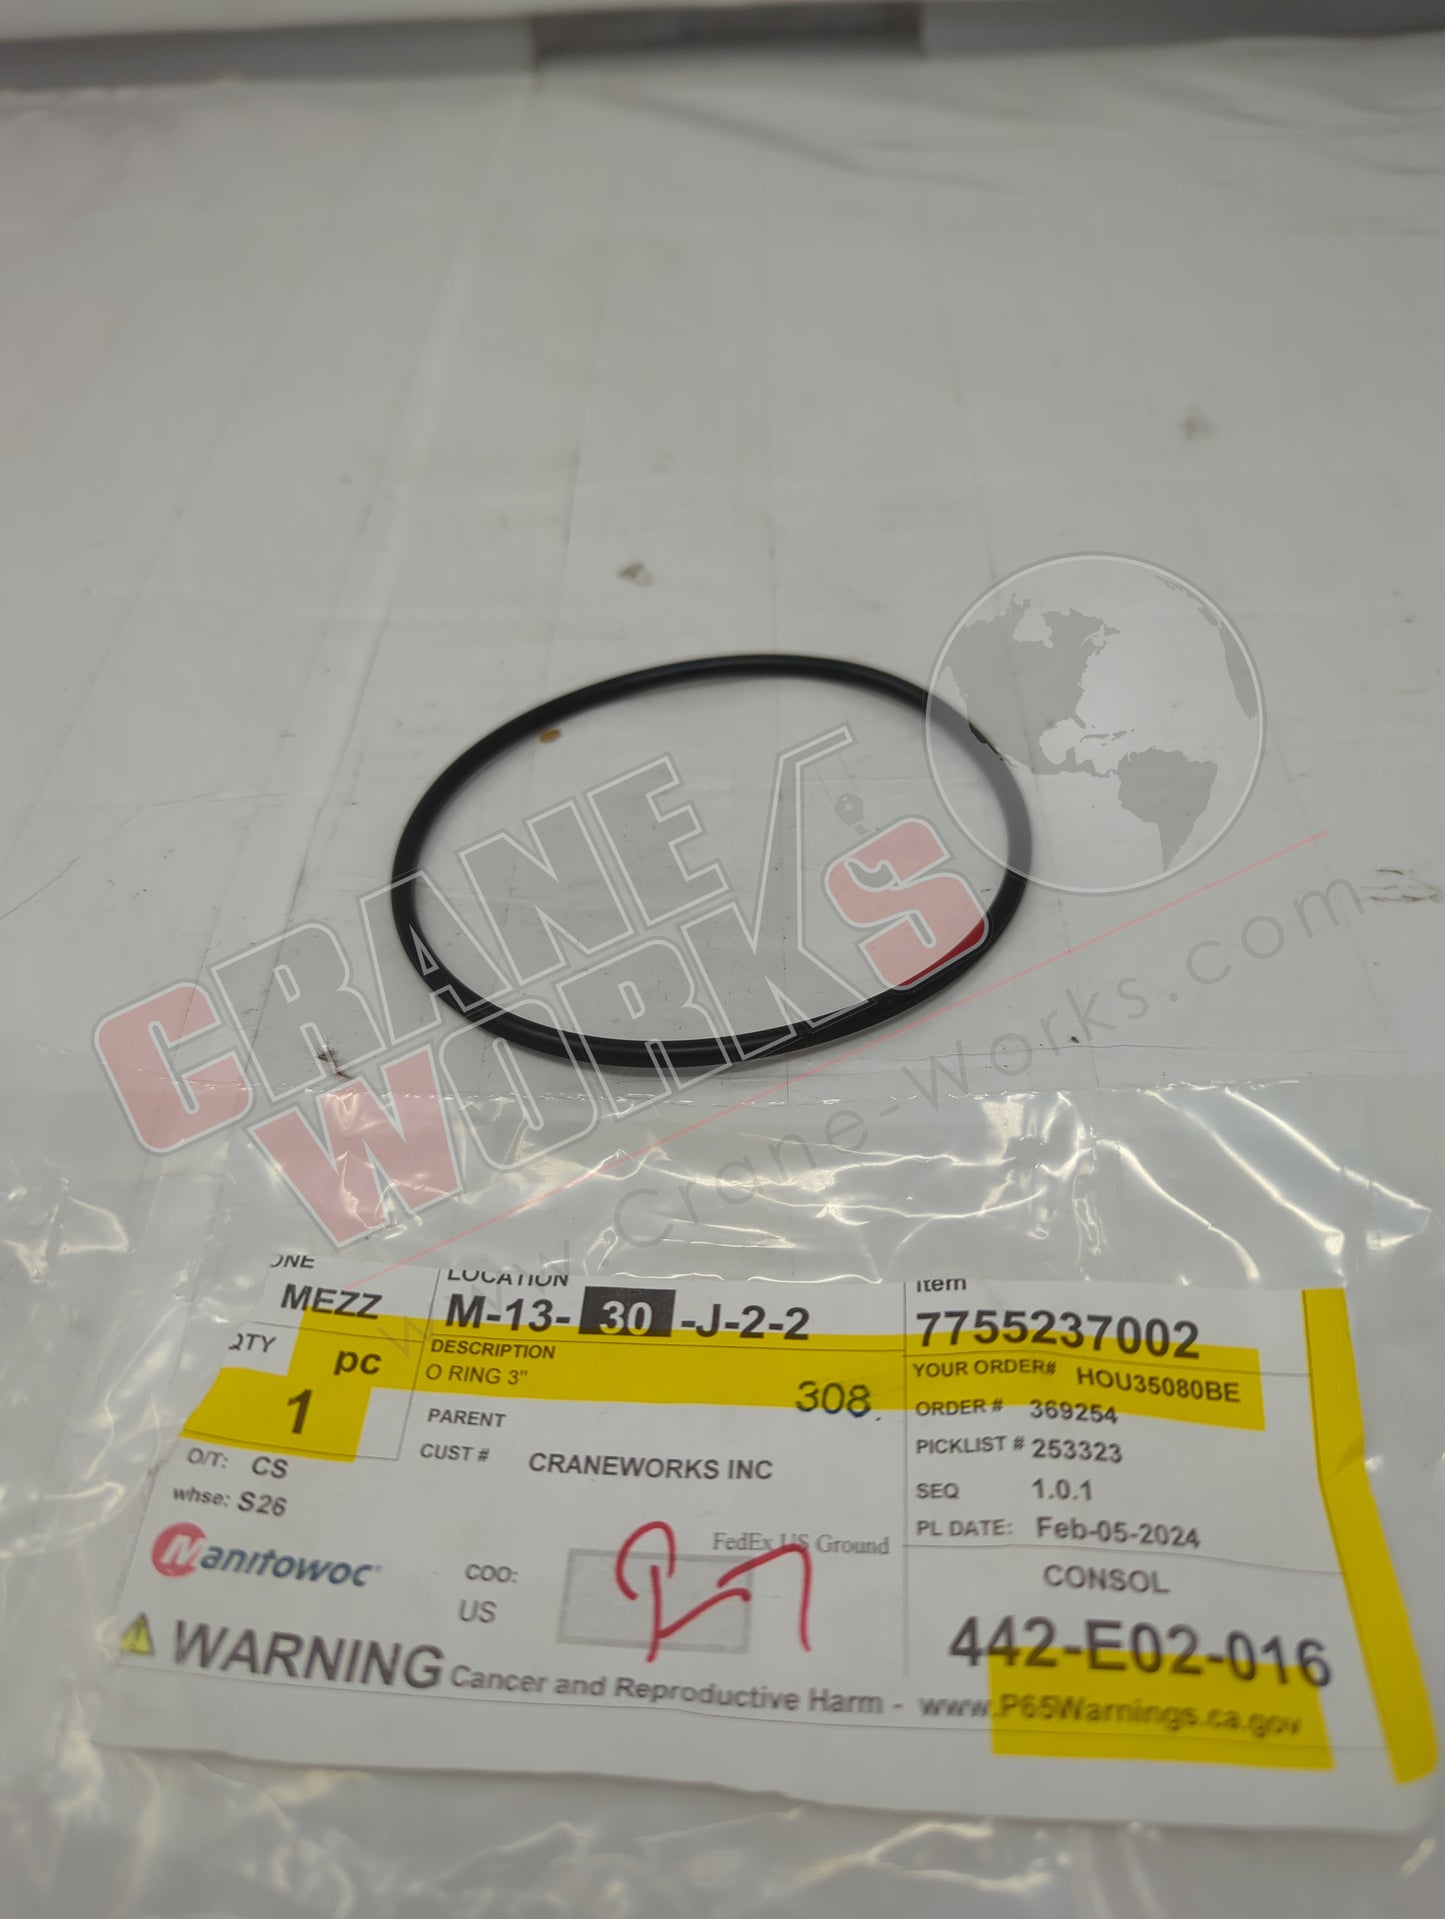 CRANE
WORKS
www.crane-works.com
ONE
MEZZ
LOCATION
M-13- 30 -J-2-2
Item
7755237002
QTY
1 pc
DESCRIPTION
O RING 3"
308.
YOUR ORDER# HOU35080BE
ORDER # 369254
PARENT
CUST # CRANEWORKS INC
PICKLIST # 253323
SEQ 1.0.1
PL DATE: Feb-05-2024
O/T: CS
whse: S26
Manitowoc
COO:
US
FedEx US Ground
CONSOL
442-E02-016
WARNING Cancer and Reproductive Harm - www.P65Warnings.ca.gov